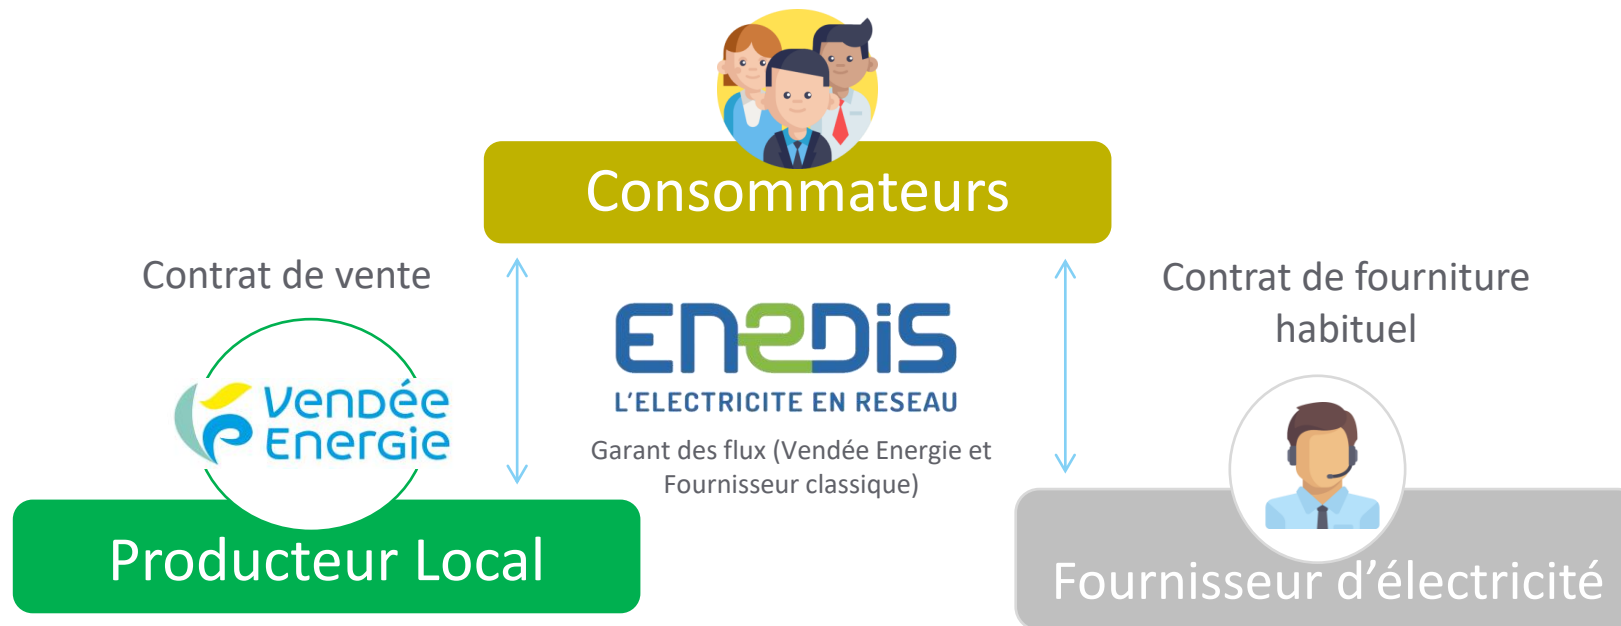 Consommateurs
Contrat de vente
Vendée
Energie
Producteur Local
ENEDIS
L'ELECTRICITE EN RESEAU
Garant des flux (Vendée Energie et
Fournisseur classique)
Contrat de fourniture
habituel
Fournisseur d’électricité